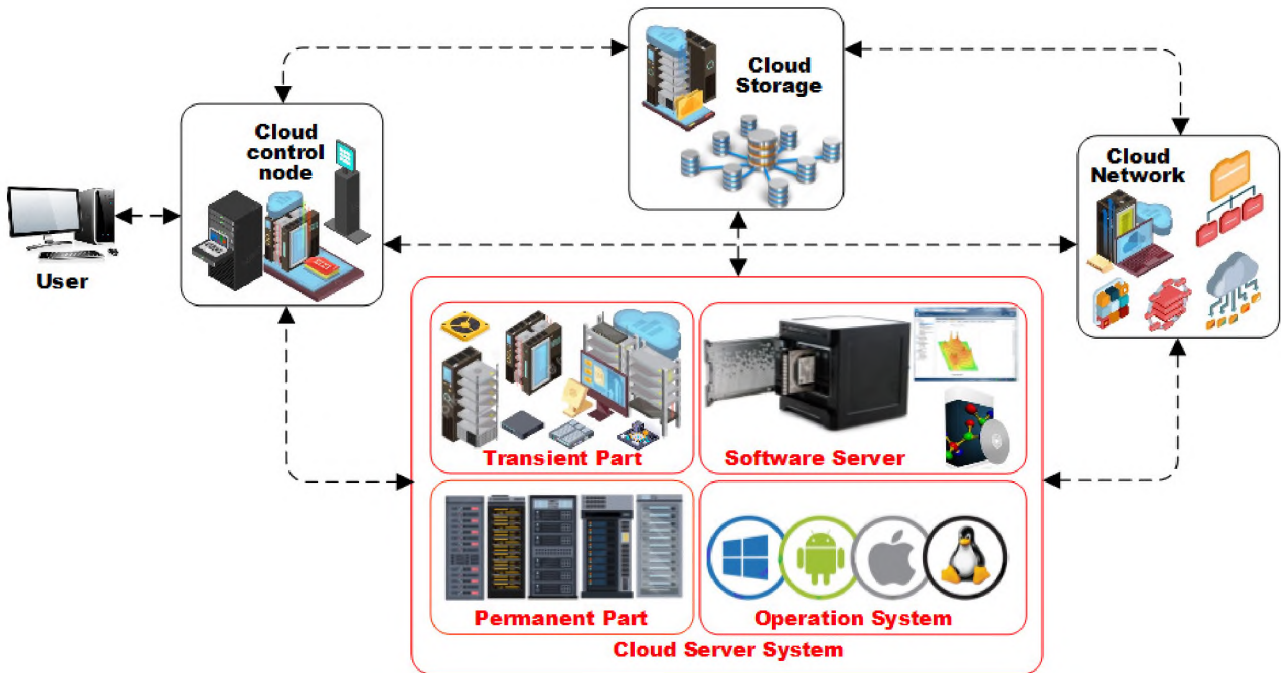 Cloud
Storage
Cloud
control
node
Cloud
Network
User
Transient Part
Software Server
Permanent Part
Operation System
Cloud Server System